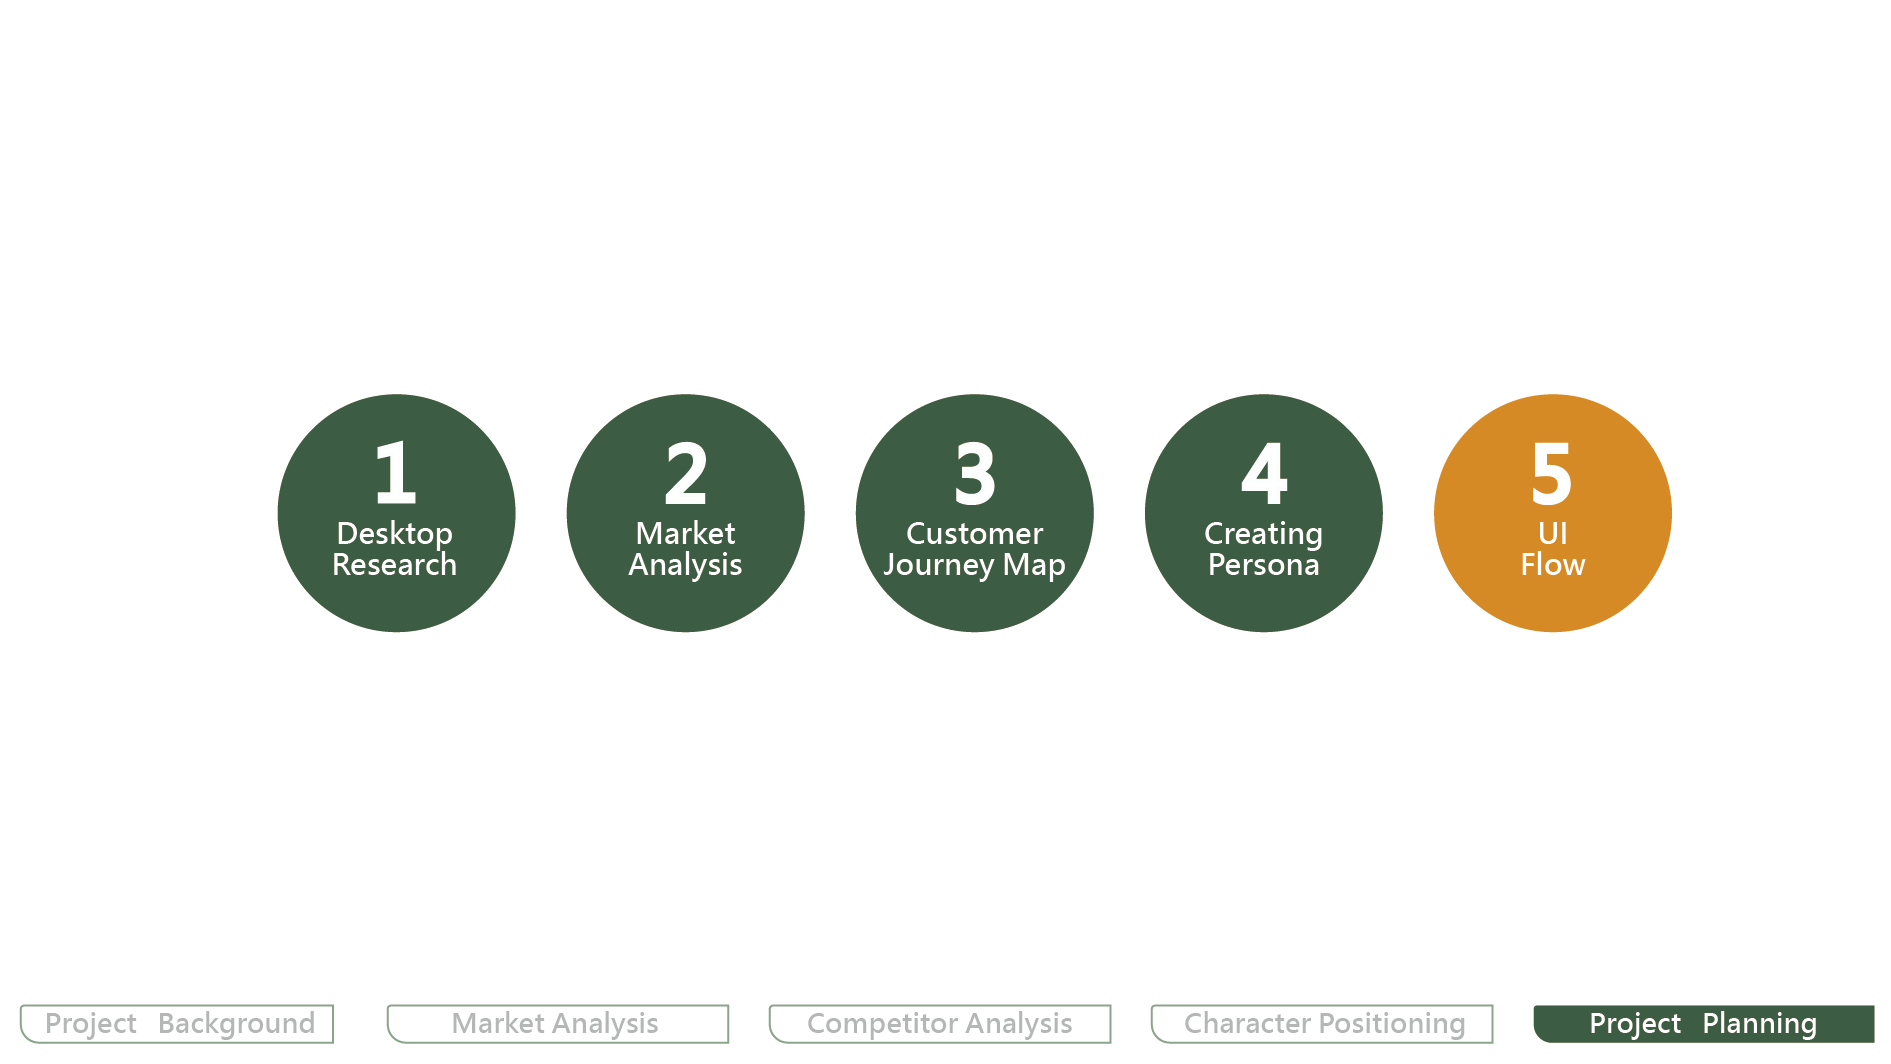 1
Desktop
Research
2
Market
Analysis
3
Customer
Journey Map
4
Creating
Persona
5
UI
Flow
Project Background
Market Analysis
Competitor Analysis
Character Positioning
Project Planning